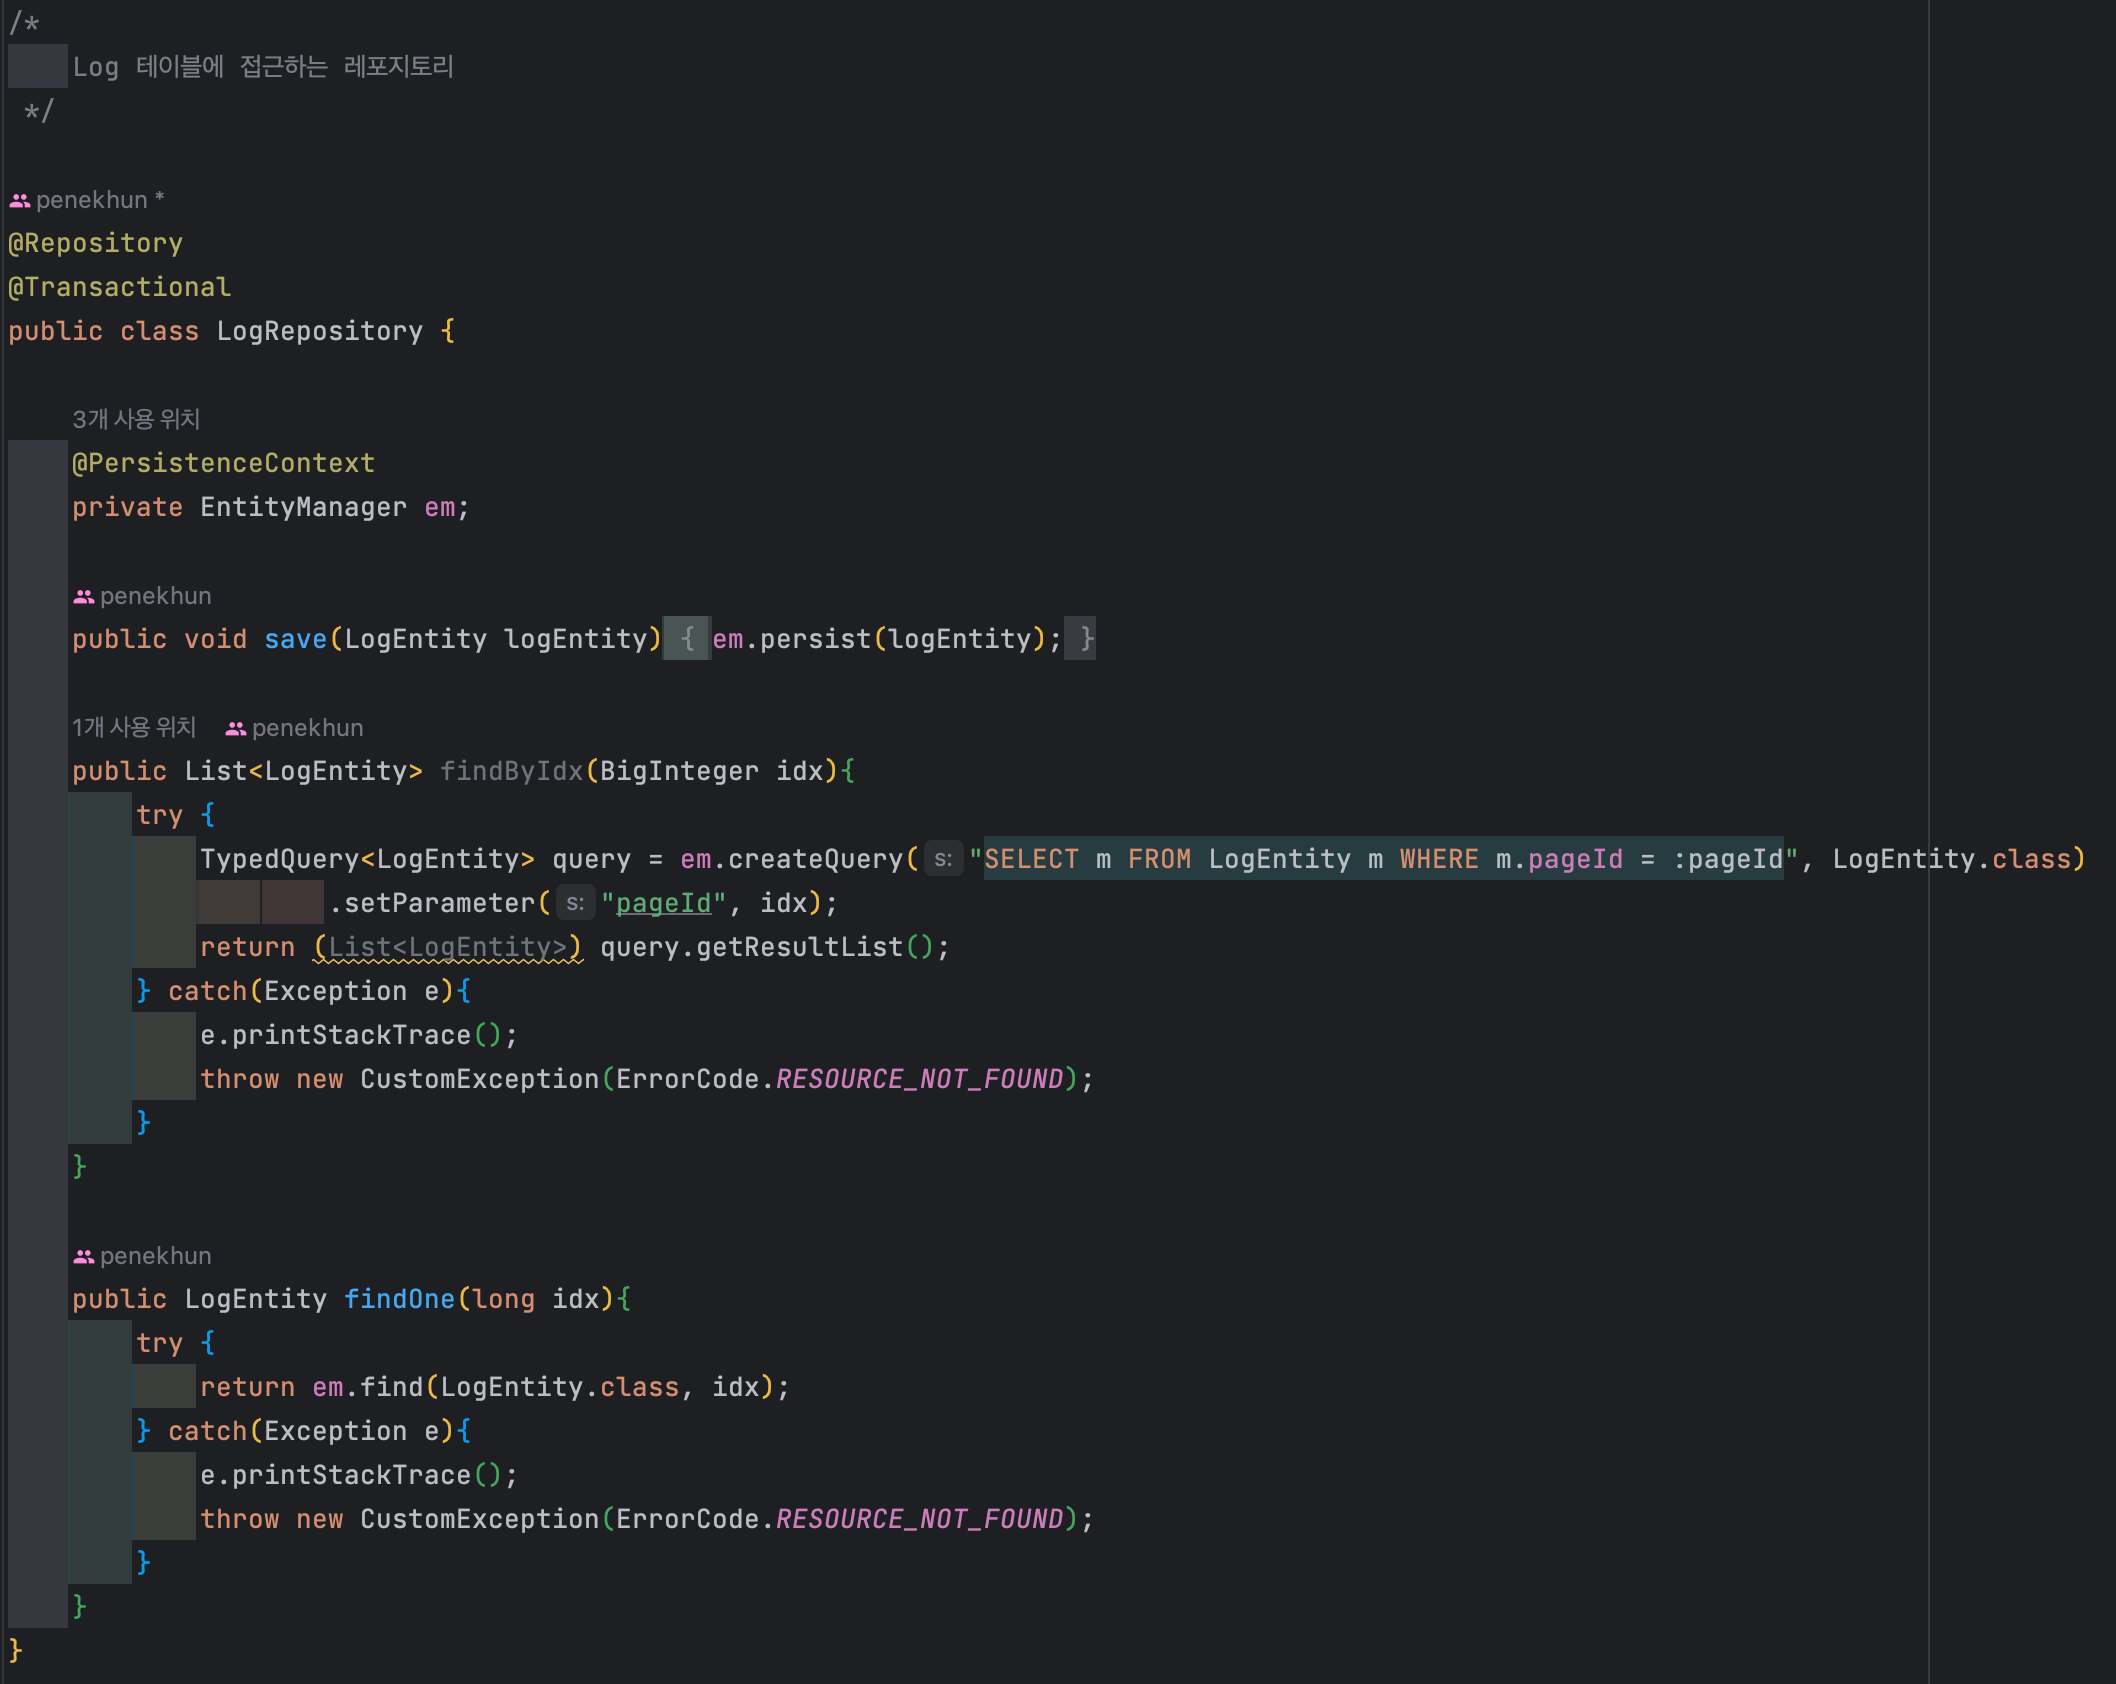 /*
    Log 테이블에 접근하는 레포지토리
 */
penekhun *
@Repository
@Transactional
public class LogRepository {
    3개 사용 위치
    @PersistenceContext
    private EntityManager em;
    penekhun
    public void save(LogEntity logEntity) { em.persist(logEntity); }
    1개 사용 위치 penekhun
    public List<LogEntity> findByIdx(BigInteger idx){
        try {
            TypedQuery<LogEntity> query = em.createQuery( s: "SELECT m FROM LogEntity m WHERE m.pageId = :pageId", LogEntity.class)
                    .setParameter( s: "pageId", idx);
            return (List<LogEntity>) query.getResultList();
        } catch(Exception e){
            e.printStackTrace();
            throw new CustomException(ErrorCode.RESOURCE_NOT_FOUND);
        }
    }
    penekhun
    public LogEntity findOne(long idx){
        try {
            return em.find(LogEntity.class, idx);
        } catch(Exception e){
            e.printStackTrace();
            throw new CustomException(ErrorCode.RESOURCE_NOT_FOUND);
        }
    }
}